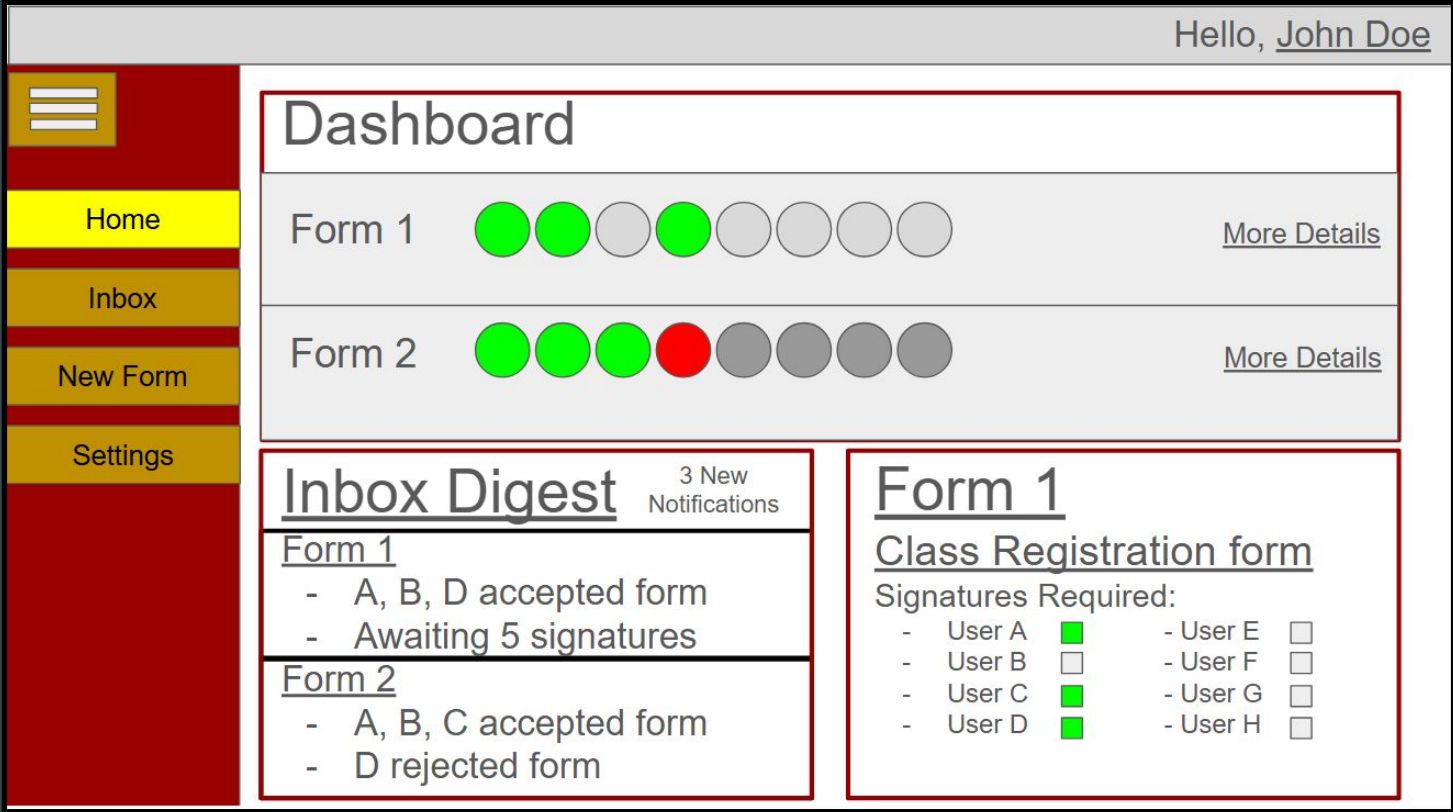 Hello, John Doe
Home
Inbox
New Form
Settings
Dashboard
Form 1
More Details
Form 2
More Details
Inbox Digest
3 New
Notifications
Form 1
- A, B, D accepted form
- Awaiting 5 signatures
Form 2
- A, B, C accepted form
- D rejected form
Form 1
Class Registration form
Signatures Required:
- User A
- User B
- User C
- User D
- User E
- User F
- User G
- User H